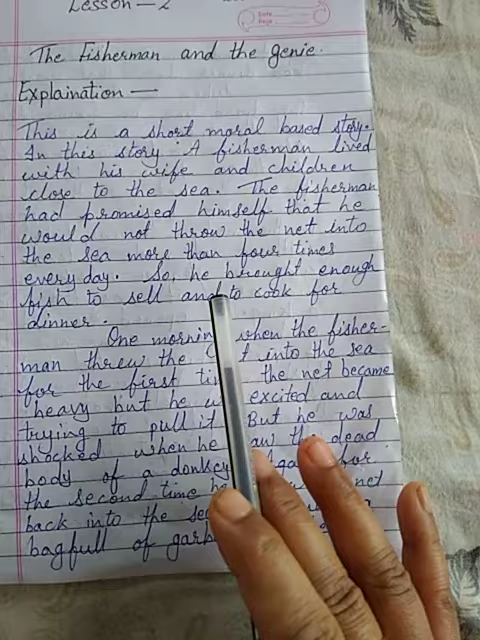 Lesson - 2
Date
Page
The fisherman and the genie.
Explaination —
This is a short moral based story.
In this story A fisherman lived
with his wife and children
close to the sea. The fisherman
had promised himself that he
would not throw the net into
the sea more than four times
every day. So, he brought enough
fish to sell and to cook for
dinner.
One morning when the fisher-
man threw the into the sea
for the first the net became
heavy but he excited and
trying to pull it But he was
shocked when he the dead
body of a donkey for
the second time net
back into the
bagfull of